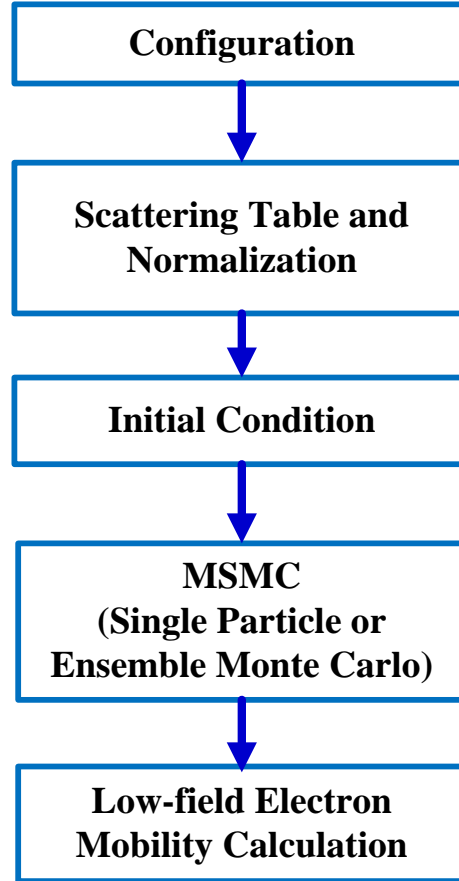 Configuration
Scattering Table and
Normalization
Initial Condition
MSMC
(Single Particle or
Ensemble Monte Carlo)
Low-field Electron
Mobility Calculation